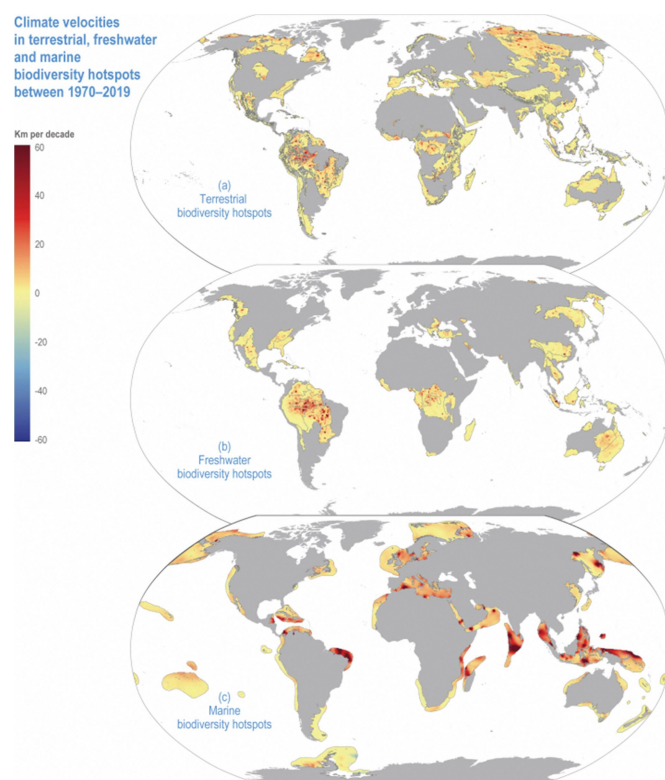 Climate velocities
in terrestrial, freshwater
and marine
biodiversity hotspots
between 1970–2019
Km per decade
60
40
20
0
-20
-40
-60
(a)
Terrestrial
biodiversity hotspots
(b)
Freshwater
biodiversity hotspots
(c)
Marine
biodiversity hotspots